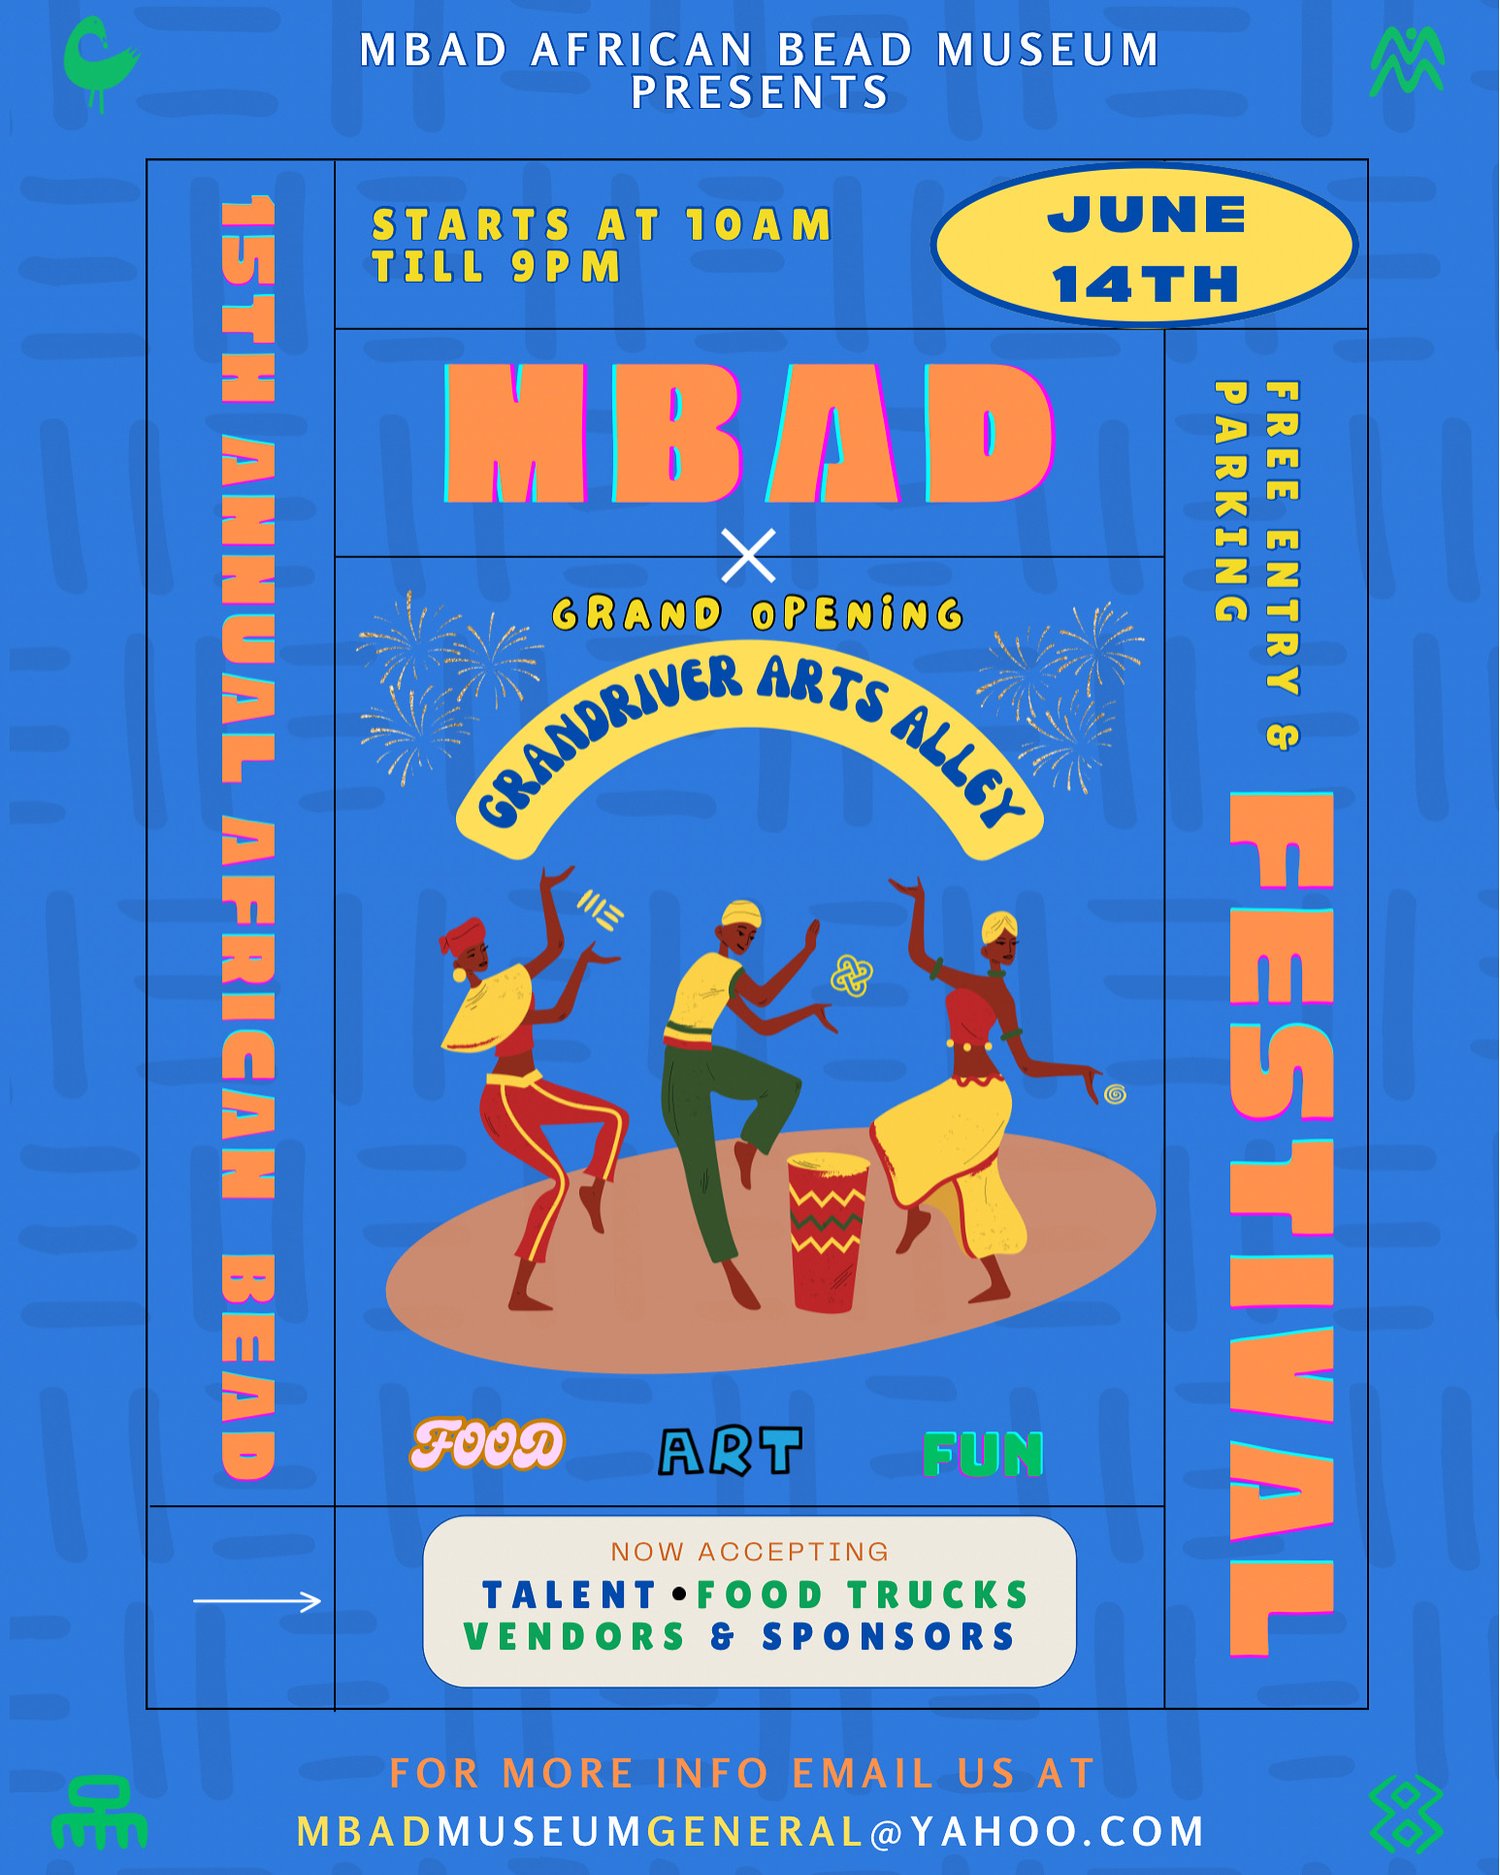 MBAD AFRICAN BEAD MUSEUM
PRESENTS
STARTS AT 10AM
TILL 9PM
JUNE
14TH
15TH ANNUAL AFRICAN BEAD
MBAD
FREE ENTRY &
PARKING
FESTIVAL
GRAND OPENING
GRANDRIVER ARTS ALLEY
FOOD
ART
FUN
NOW ACCEPTING
TALENT •FOOD TRUCKS
VENDORS & SPONSORS
FOR MORE INFO EMAIL US AT
MBADMUSEUMGENERAL@YAHOO.COM